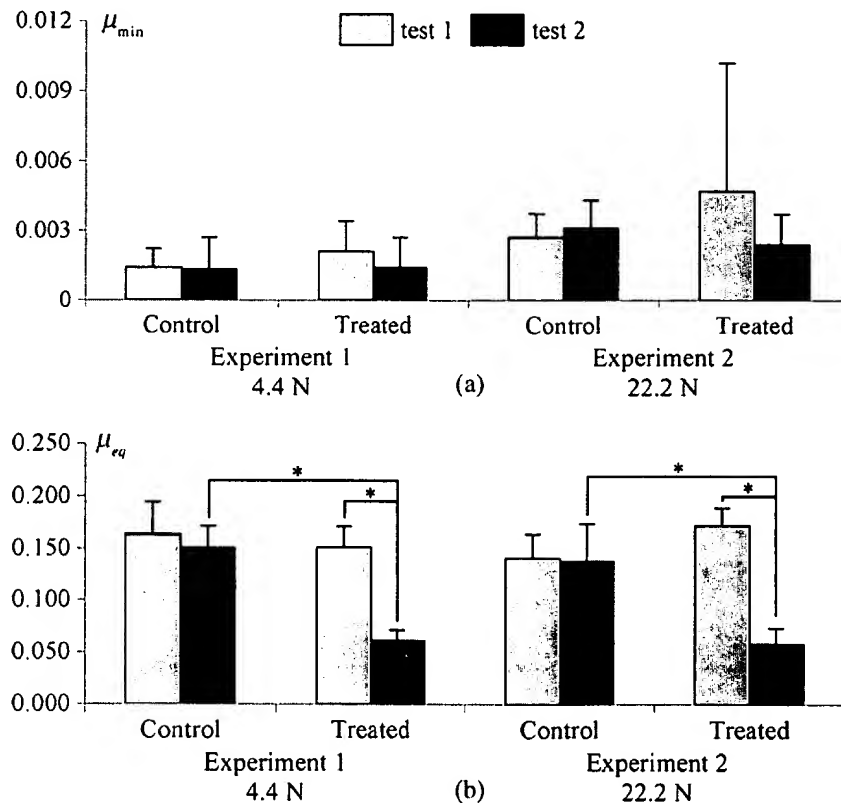 0.012 μmin test 1 test 2
0.009
0.006
0.003
0
Control Treated Control Treated
Experiment 1 Experiment 2
4.4 N (a) 22.2 N
0.250 μeq
* *
0.200 * *
0.150
0.100
0.050
0.000
Control Treated Control Treated
Experiment 1 Experiment 2
4.4 N (b) 22.2 N